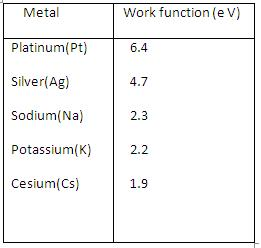 Metal Work function (e V)
Platinum(Pt) 6.4
Silver(Ag) 4.7
Sodium(Na) 2.3
Potassium(K) 2.2
Cesium(Cs) 1.9